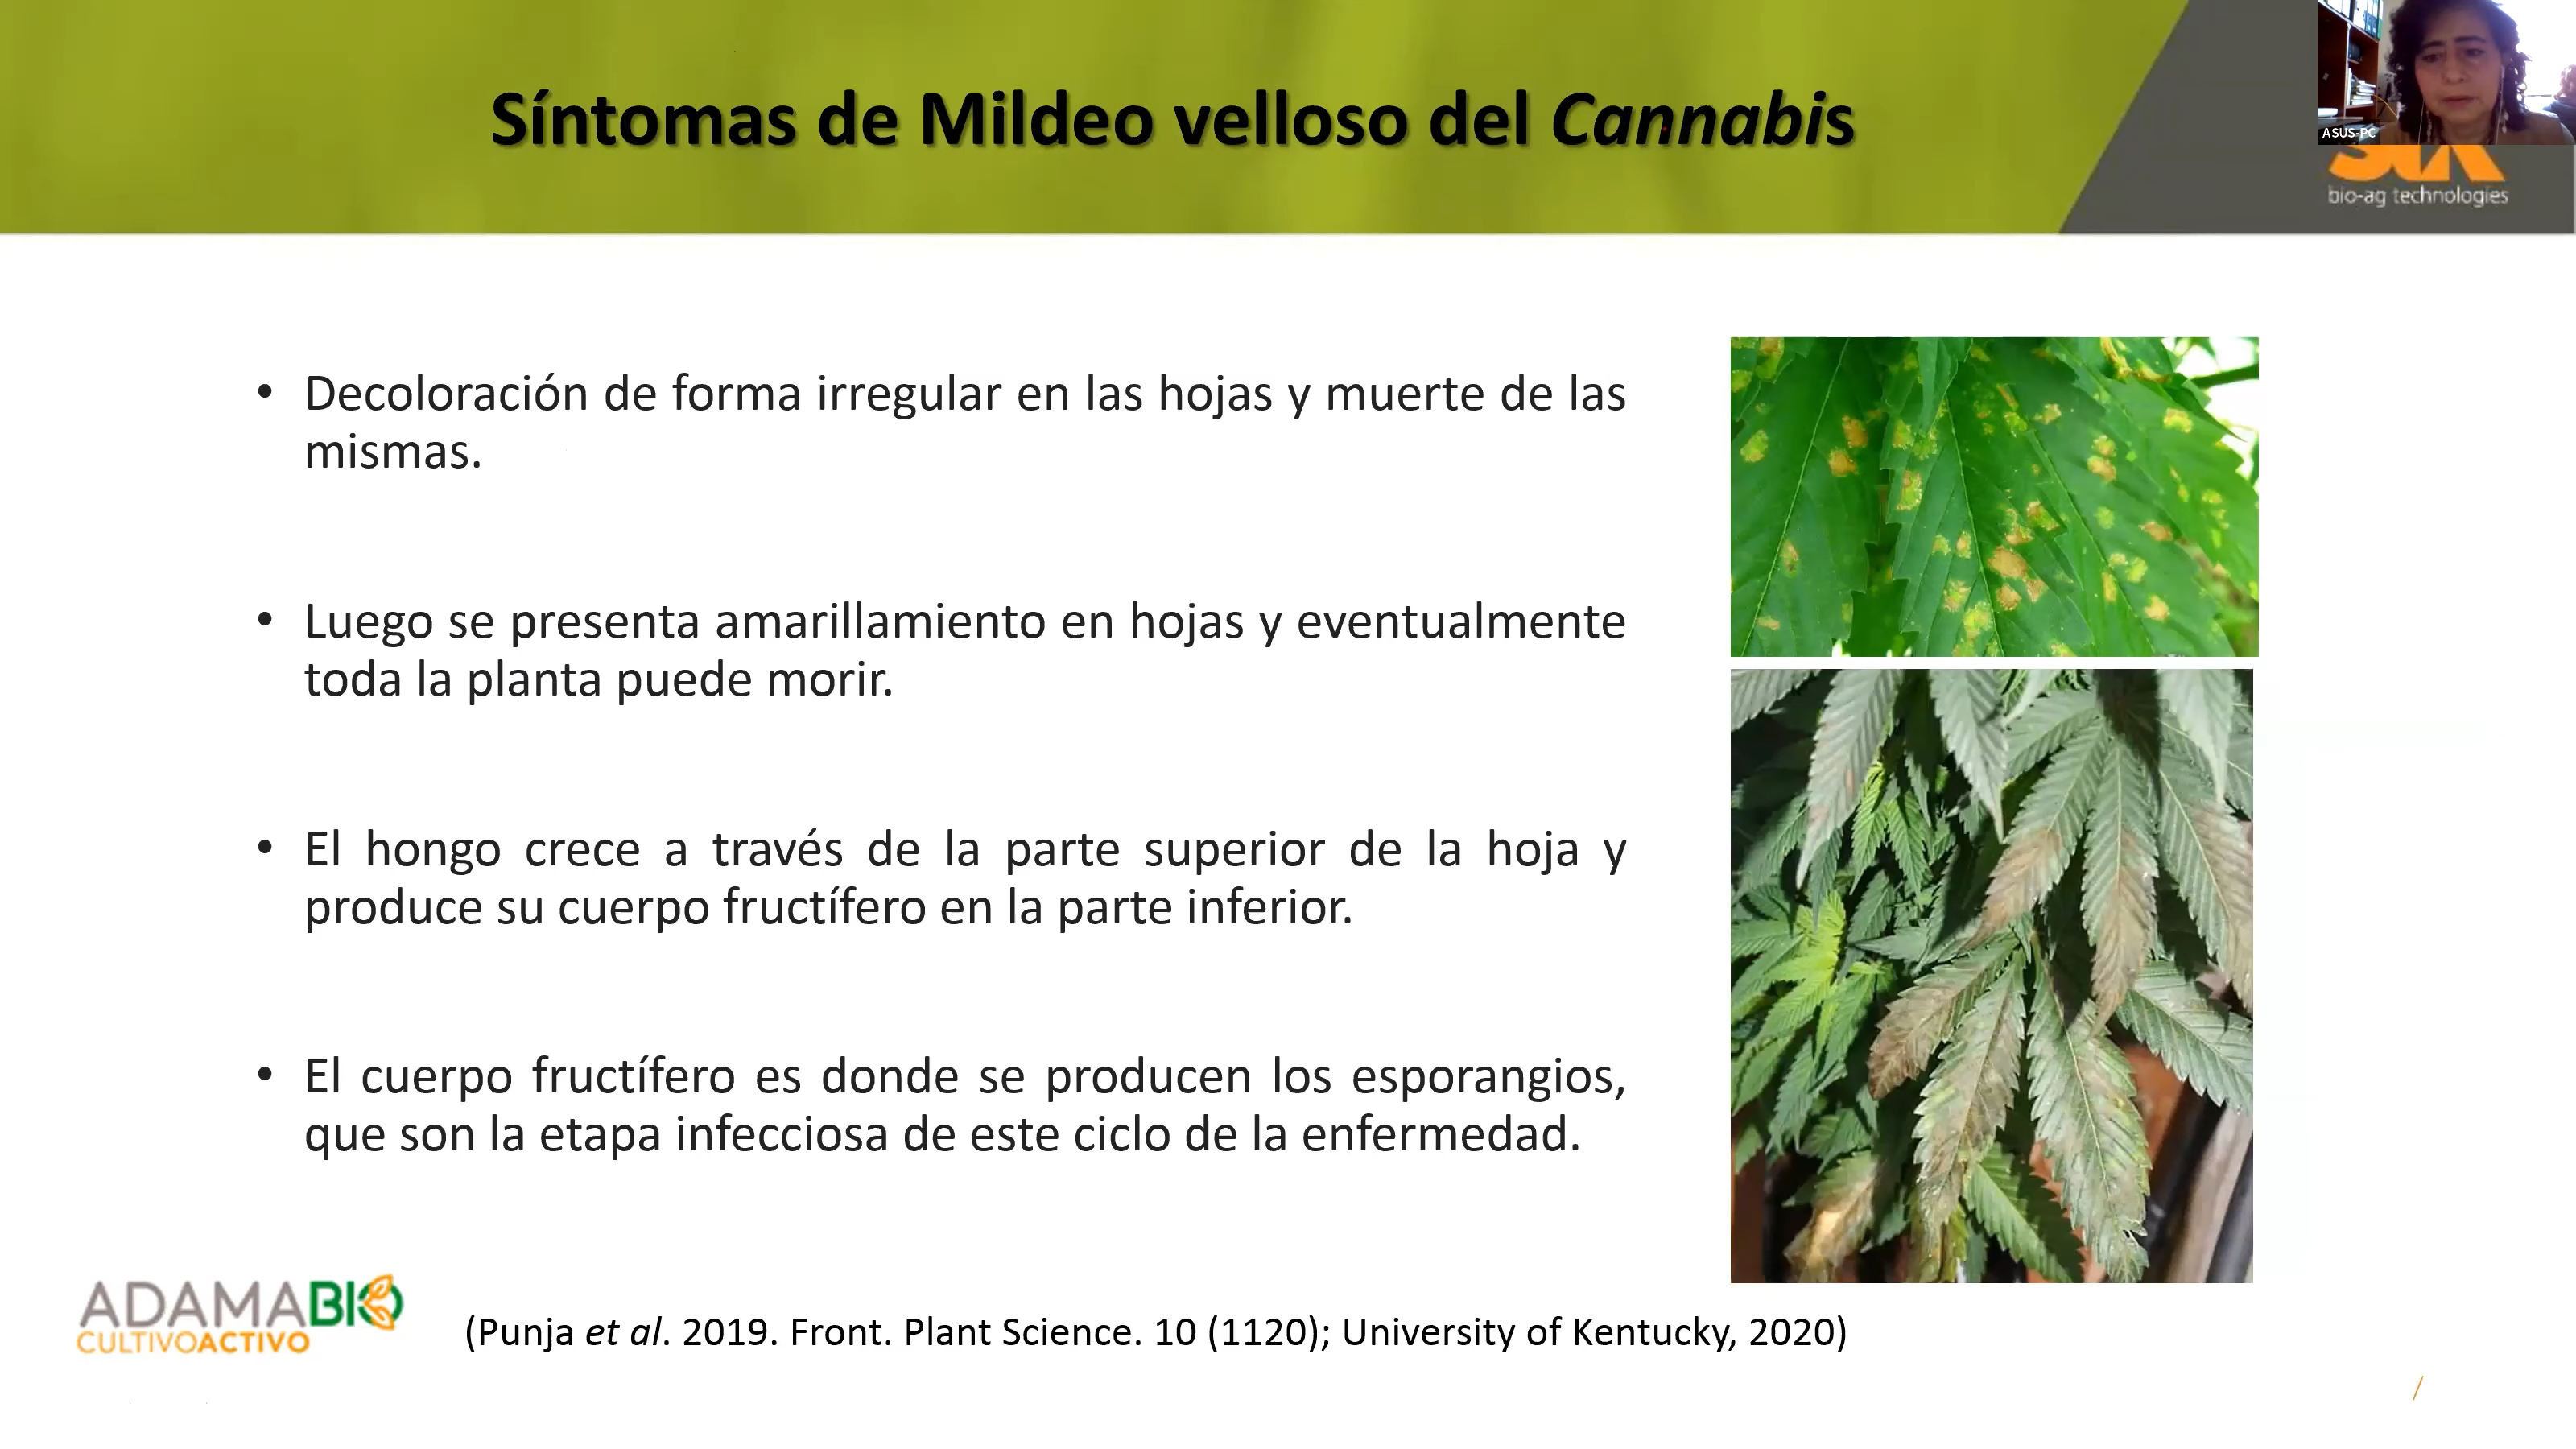 Síntomas de Mildeo velloso del Cannabis
ASUS-PC
bio-ag technologies
• Decoloración de forma irregular en las hojas y muerte de las
mismas.
• Luego se presenta amarillamiento en hojas y eventualmente
toda la planta puede morir.
• El hongo crece a través de la parte superior de la hoja y
produce su cuerpo fructífero en la parte inferior.
• El cuerpo fructífero es donde se producen los esporangios,
que son la etapa infecciosa de este ciclo de la enfermedad.
ADAMABIO
CULTIVOACTIVO
(Punja et al. 2019. Front. Plant Science. 10 (1120); University of Kentucky, 2020)
/